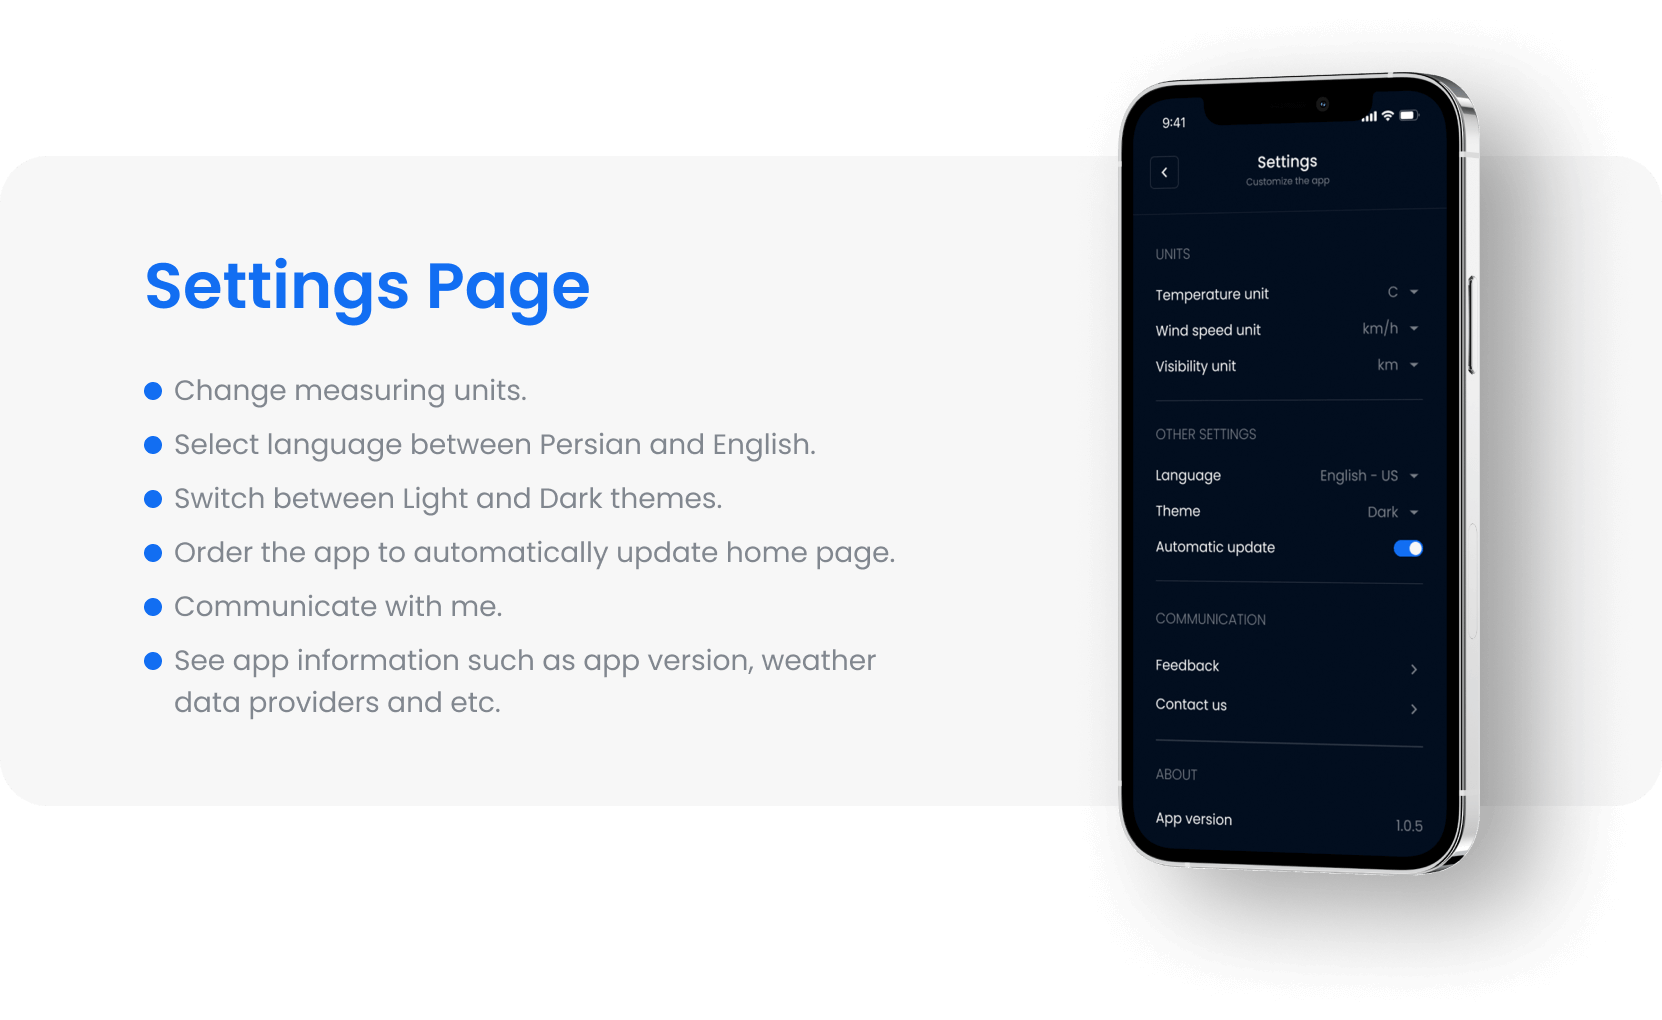 Settings Page
Change measuring units.
Select language between Persian and English.
Switch between Light and Dark themes.
Order the app to automatically update home page.
Communicate with me.
See app information such as app version, weather
data providers and etc.
9:41
Settings
Customize the app
UNITS
Temperature unit C
Wind speed unit km/h
Visibility unit km
OTHER SETTINGS
Language English - US
Theme Dark
Automatic update
COMMUNICATION
Feedback
Contact us
ABOUT
App version 1.0.5